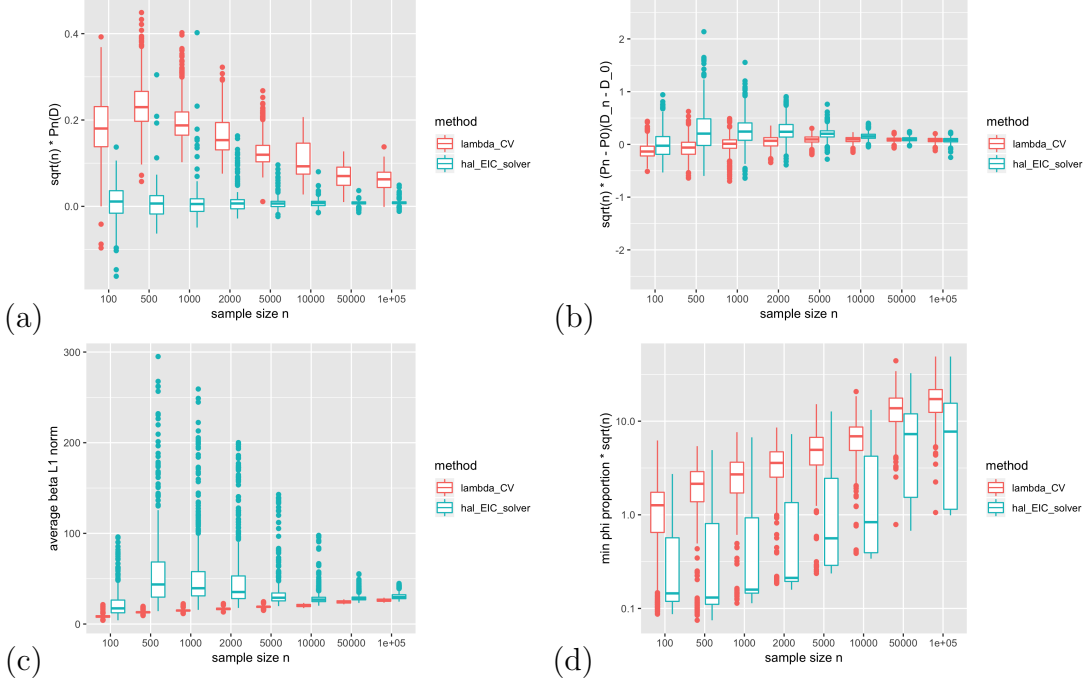 0.4
0.2
0.0
sqrt(n) * Pn(D)
100 500 1000 2000 5000 10000 50000 1e+05
sample size n
method
lambda_CV
hal_EIC_solver
(a)
2
1
0
-1
-2
sqrt(n) * (Pn - P0)(D_n - D_0)
100 500 1000 2000 5000 10000 50000 1e+05
sample size n
method
lambda_CV
hal_EIC_solver
(b)
300
200
100
0
average beta L1 norm
100 500 1000 2000 5000 10000 50000 1e+05
sample size n
method
lambda_CV
hal_EIC_solver
(c)
10.0
1.0
0.1
min phi proportion * sqrt(n)
100 500 1000 2000 5000 10000 50000 1e+05
sample size n
method
lambda_CV
hal_EIC_solver
(d)